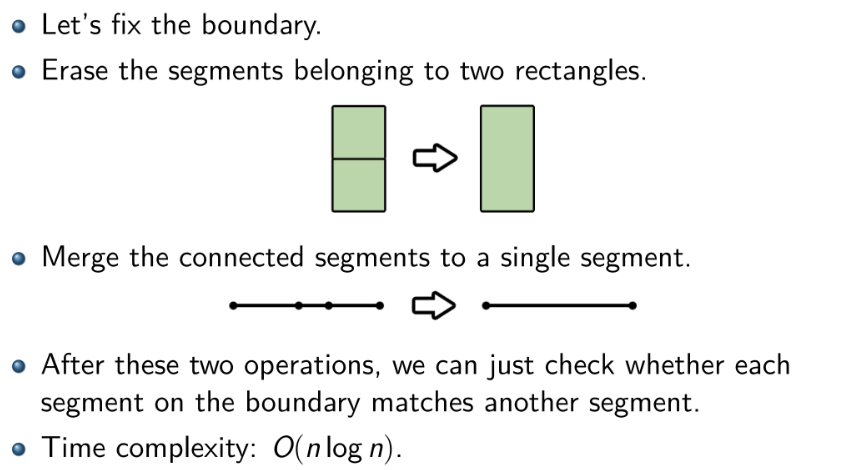 Let's fix the boundary.
Erase the segments belonging to two rectangles.
Merge the connected segments to a single segment.
After these two operations, we can just check whether each
segment on the boundary matches another segment.
Time complexity: O(n log n).